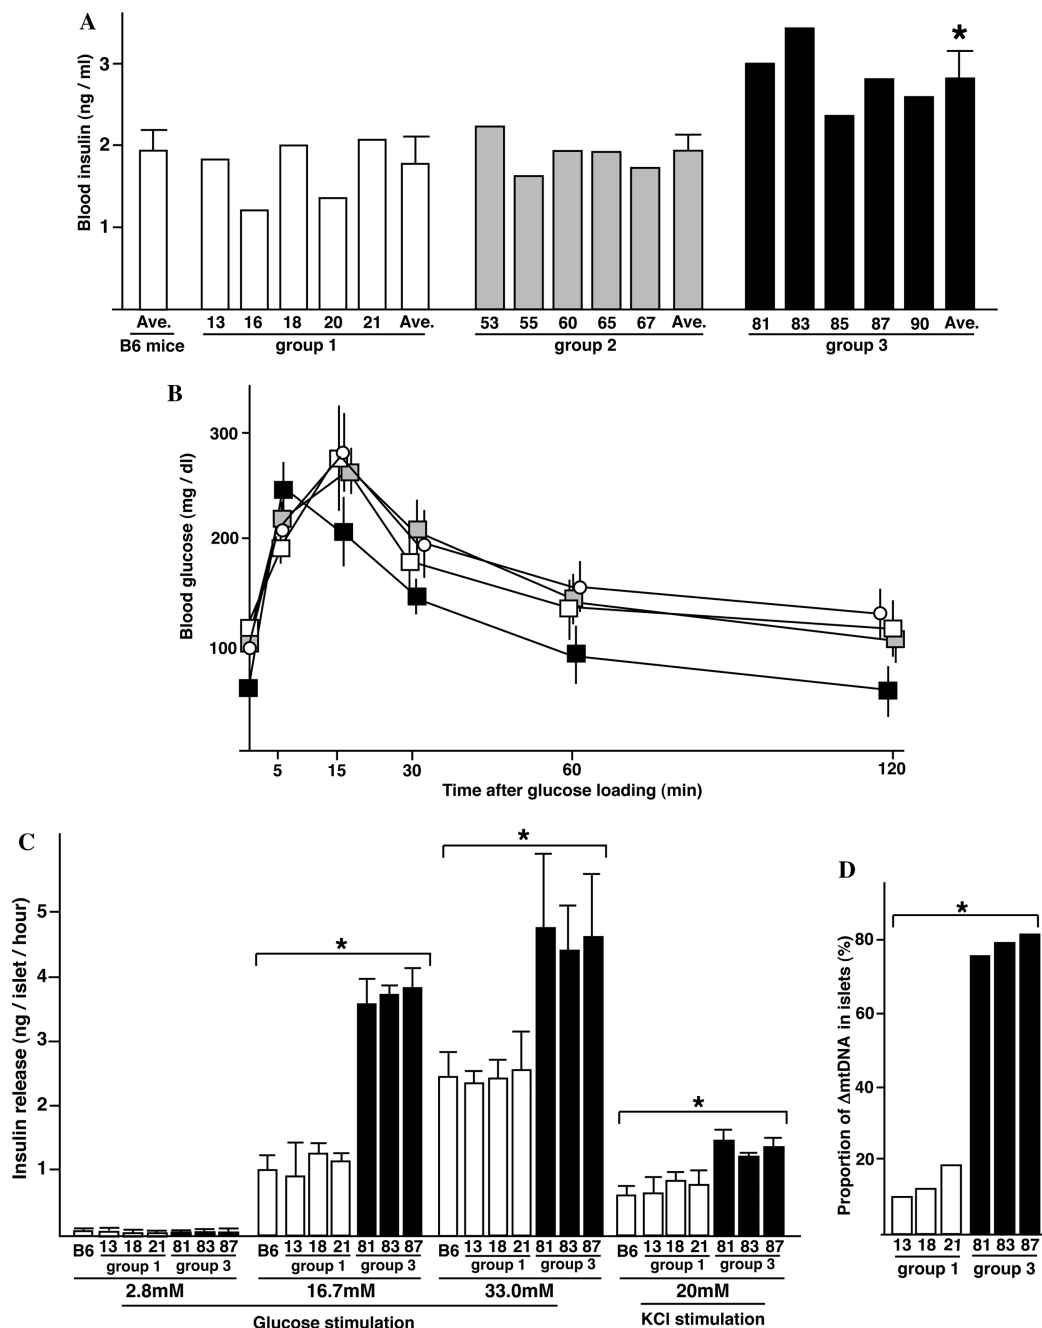 A
Blood insulin (ng / ml)
3
2
1
*
Ave. 13 16 18 20 21 Ave. 53 55 60 65 67 Ave. 81 83 85 87 90 Ave.
B6 mice group 1 group 2 group 3
B
Blood glucose (mg / dl)
300
200
100
5 15 30 60 120
Time after glucose loading (min)
C
Insulin release (ng / islet / hour)
5
4
3
2
1
*
*
*
B6 13 18 21 81 83 87 B6 13 18 21 81 83 87 B6 13 18 21 81 83 87 B6 13 18 21 81 83 87
group 1 group 3 group 1 group 3 group 1 group 3 group 1 group 3
2.8mM 16.7mM 33.0mM 20mM
Glucose stimulation KCl stimulation
D
Proportion of ΔmtDNA in islets (%)
80
60
40
20
*
13 18 21 81 83 87
group 1 group 3